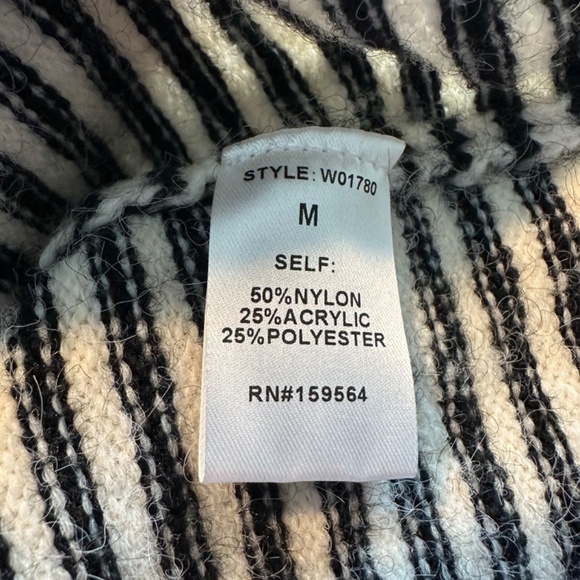 STYLE: W01780
M
SELF:
50%NYLON
25%ACRYLIC
25%POLYESTER
RN#159564